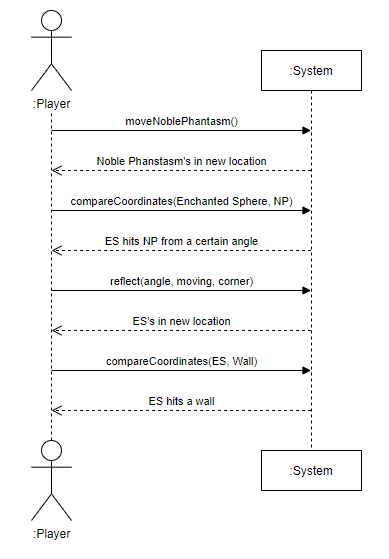 :Player
:System
moveNoblePhantasm()
Noble Phanstasm's in new location
compareCoordinates(Enchanted Sphere, NP)
ES hits NP from a certain angle
reflect(angle, moving, corner)
ES's in new location
compareCoordinates(ES, Wall)
ES hits a wall
:System
:Player